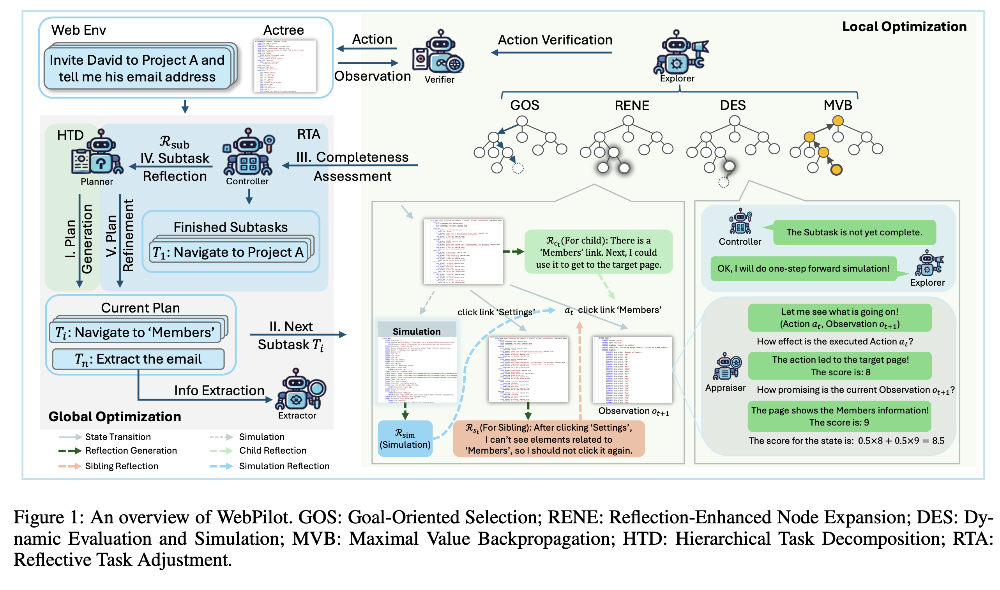 Web Env
Actree
Invite David to Project A and
tell me his email address
Action
Observation
Verifier
Action Verification
Explorer
Local Optimization
GOS
RENE
DES
MVB
HTD
RTA
Planner
ℛsub
IV. Subtask
Reflection
Controller
III. Completeness
Assessment
I. Plan
Generation
V. Plan
Refinement
Finished Subtasks
T1: Navigate to Project A
Current Plan
Ti: Navigate to ‘Members’
Tn: Extract the email
II. Next
Subtask Ti
Info Extraction
Extractor
Global Optimization
State Transition
Simulation
Reflection Generation
Child Reflection
Sibling Reflection
Simulation Reflection
ℛct(For child): There is a
‘Members’ link. Next, I could
use it to get to the target page.
click link ‘Settings’
at click link ‘Members’
Simulation
Observation ot+1
ℛsim
(Simulation)
ℛst(For Sibling): After clicking ‘Settings’,
I can’t see elements related to
‘Members’, so I should not click it again.
Controller
The Subtask is not yet complete.
OK, I will do one-step forward simulation!
Explorer
Let me see what is going on!
(Action at, Observation ot+1)
How effect is the executed Action at?
The action led to the target page!
The score is: 8
Appraiser
How promising is the current Observation ot+1?
The page shows the Members information!
The score is: 9
The score for the state is: 0.5×8 + 0.5×9 = 8.5
Figure 1: An overview of WebPilot. GOS: Goal-Oriented Selection; RENE: Reflection-Enhanced Node Expansion; DES: Dy-
namic Evaluation and Simulation; MVB: Maximal Value Backpropagation; HTD: Hierarchical Task Decomposition; RTA:
Reflective Task Adjustment.